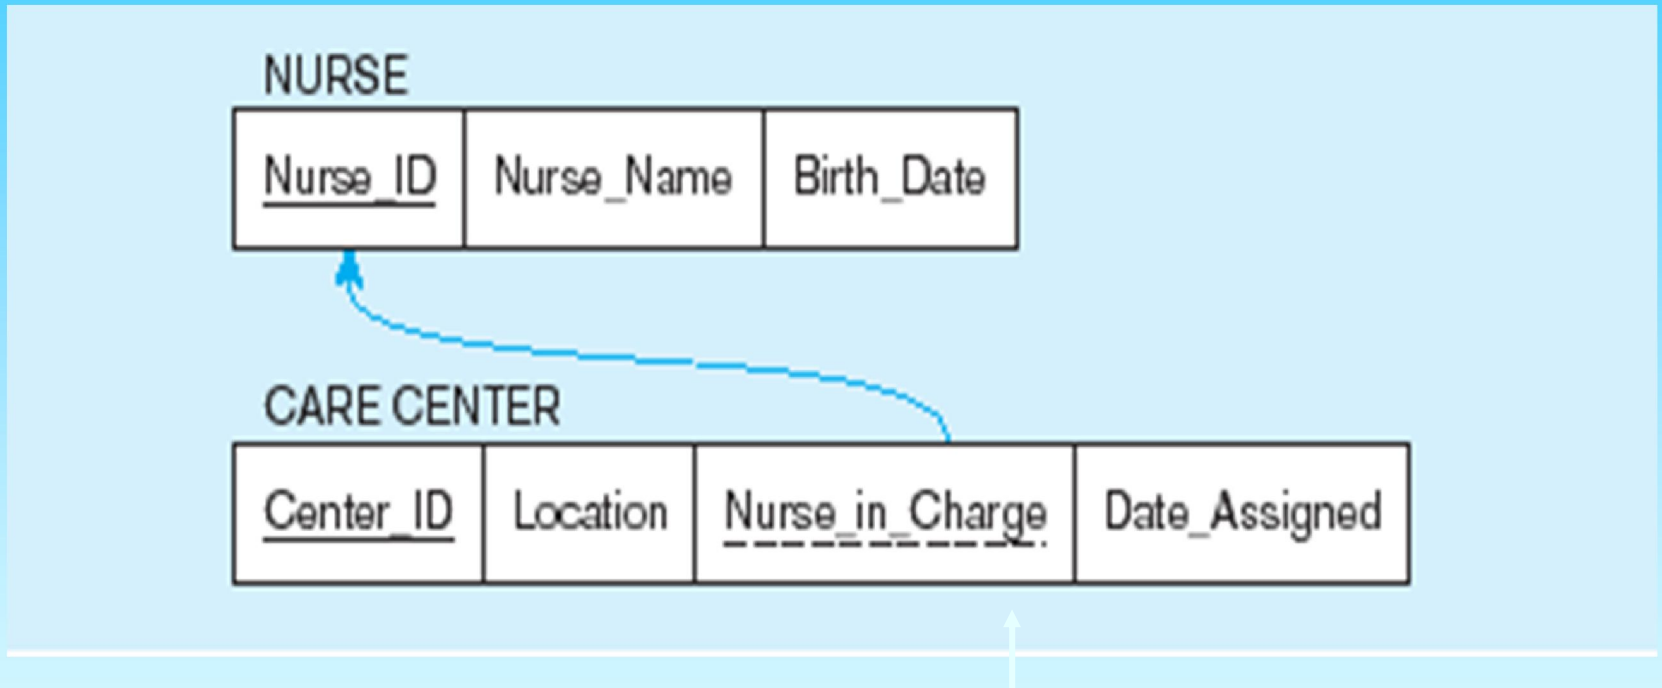 NURSE
Nurse_ID Nurse_Name Birth_Date
CARE CENTER
Center_ID Location Nurse_in_Charge Date_Assigned